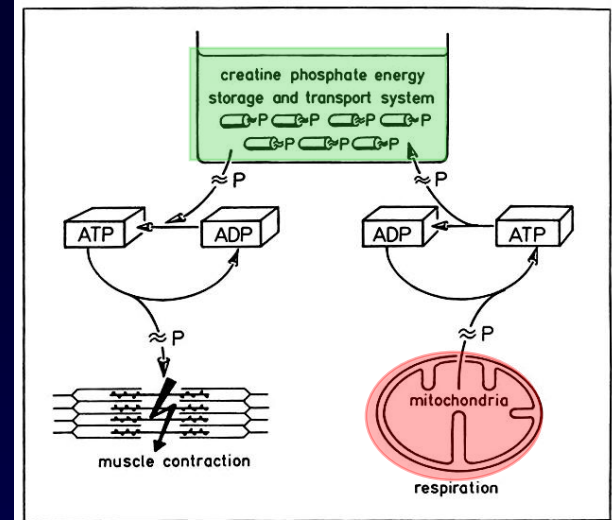 creatine phosphate energy
storage and transport system
≈P ≈P ≈P ≈P
≈P ≈P ≈P
≈ P ≈ P
ATP ADP ADP ATP
≈ P ≈ P
mitochondria
muscle contraction
respiration